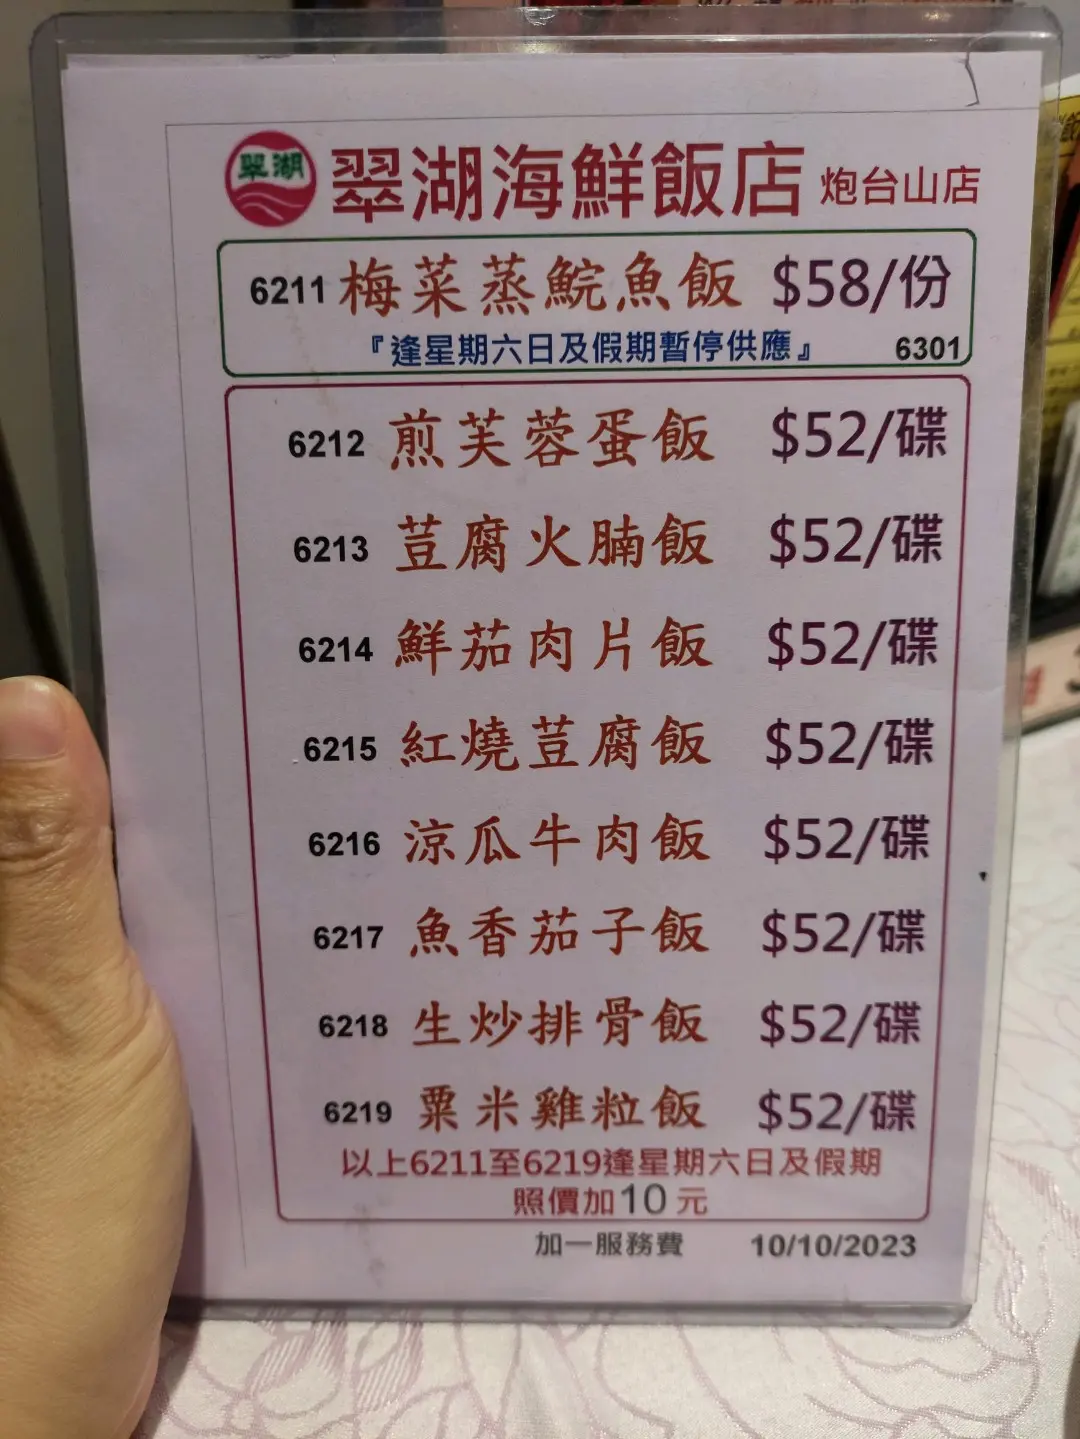 翠湖 翠湖海鮮飯店 炮台山店
6211 梅菜蒸鯇魚飯 $58/份
『逢星期六日及假期暫停供應』 6301
6212 煎芙蓉蛋飯 $52/碟
6213 荳腐火腩飯 $52/碟
6214 鮮茄肉片飯 $52/碟
6215 紅燒荳腐飯 $52/碟
6216 涼瓜牛肉飯 $52/碟
6217 魚香茄子飯 $52/碟
6218 生炒排骨飯 $52/碟
6219 粟米雞粒飯 $52/碟
以上6211至6219逢星期六日及假期
照價加10元
加一服務費 10/10/2023